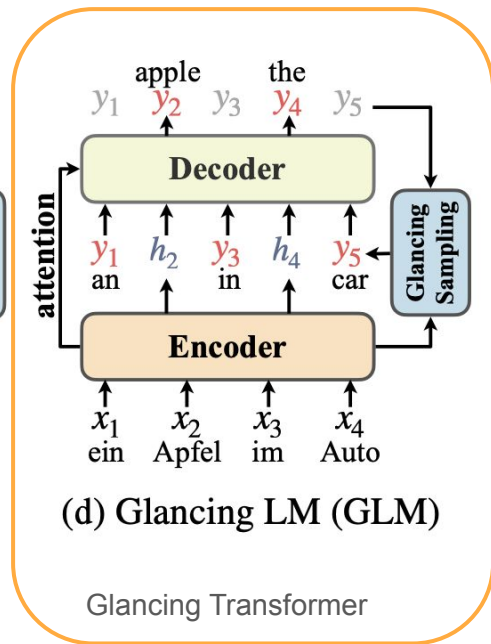 apple the
y1 y2 y3 y4 y5
Decoder
attention
y1 h2 y3 h4 y5
an in car
Glancing
Sampling
Encoder
x1 x2 x3 x4
ein Apfel im Auto
(d) Glancing LM (GLM)
Glancing Transformer